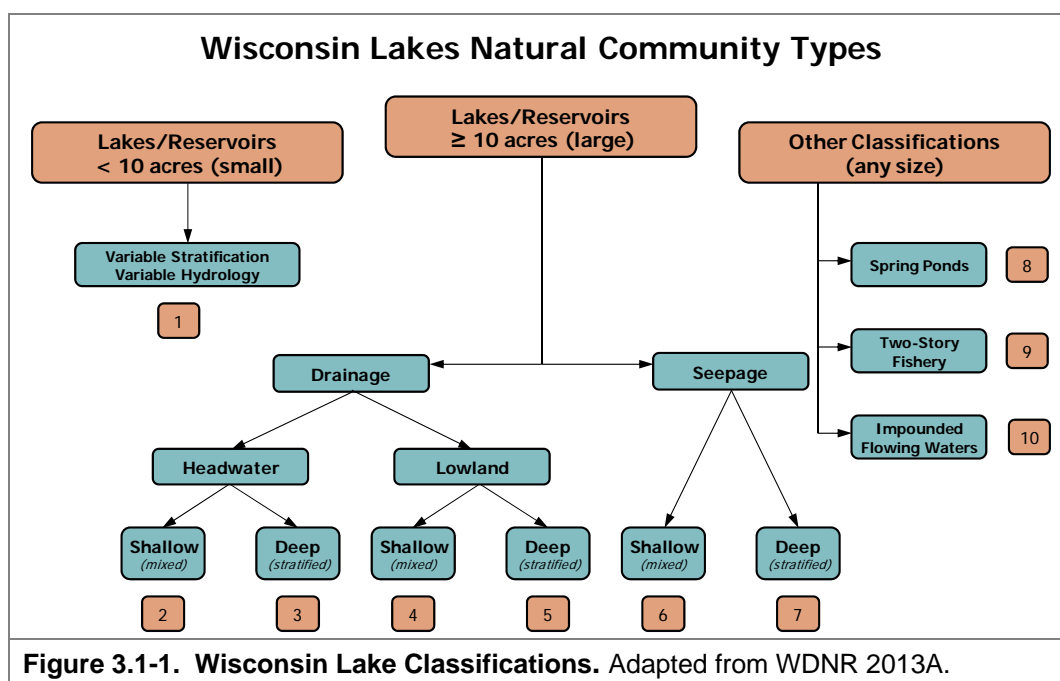 Wisconsin Lakes Natural Community Types
Lakes/Reservoirs
< 10 acres (small)
Lakes/Reservoirs
≥ 10 acres (large)
Other Classifications
(any size)
Variable Stratification
Variable Hydrology
1
Spring Ponds
8
Two-Story
Fishery
9
Impounded
Flowing Waters
10
Drainage
Seepage
Headwater
Lowland
Shallow
(mixed)
Deep
(stratified)
Shallow
(mixed)
Deep
(stratified)
Shallow
(mixed)
Deep
(stratified)
2
3
4
5
6
7
Figure 3.1-1. Wisconsin Lake Classifications. Adapted from WDNR 2013A.